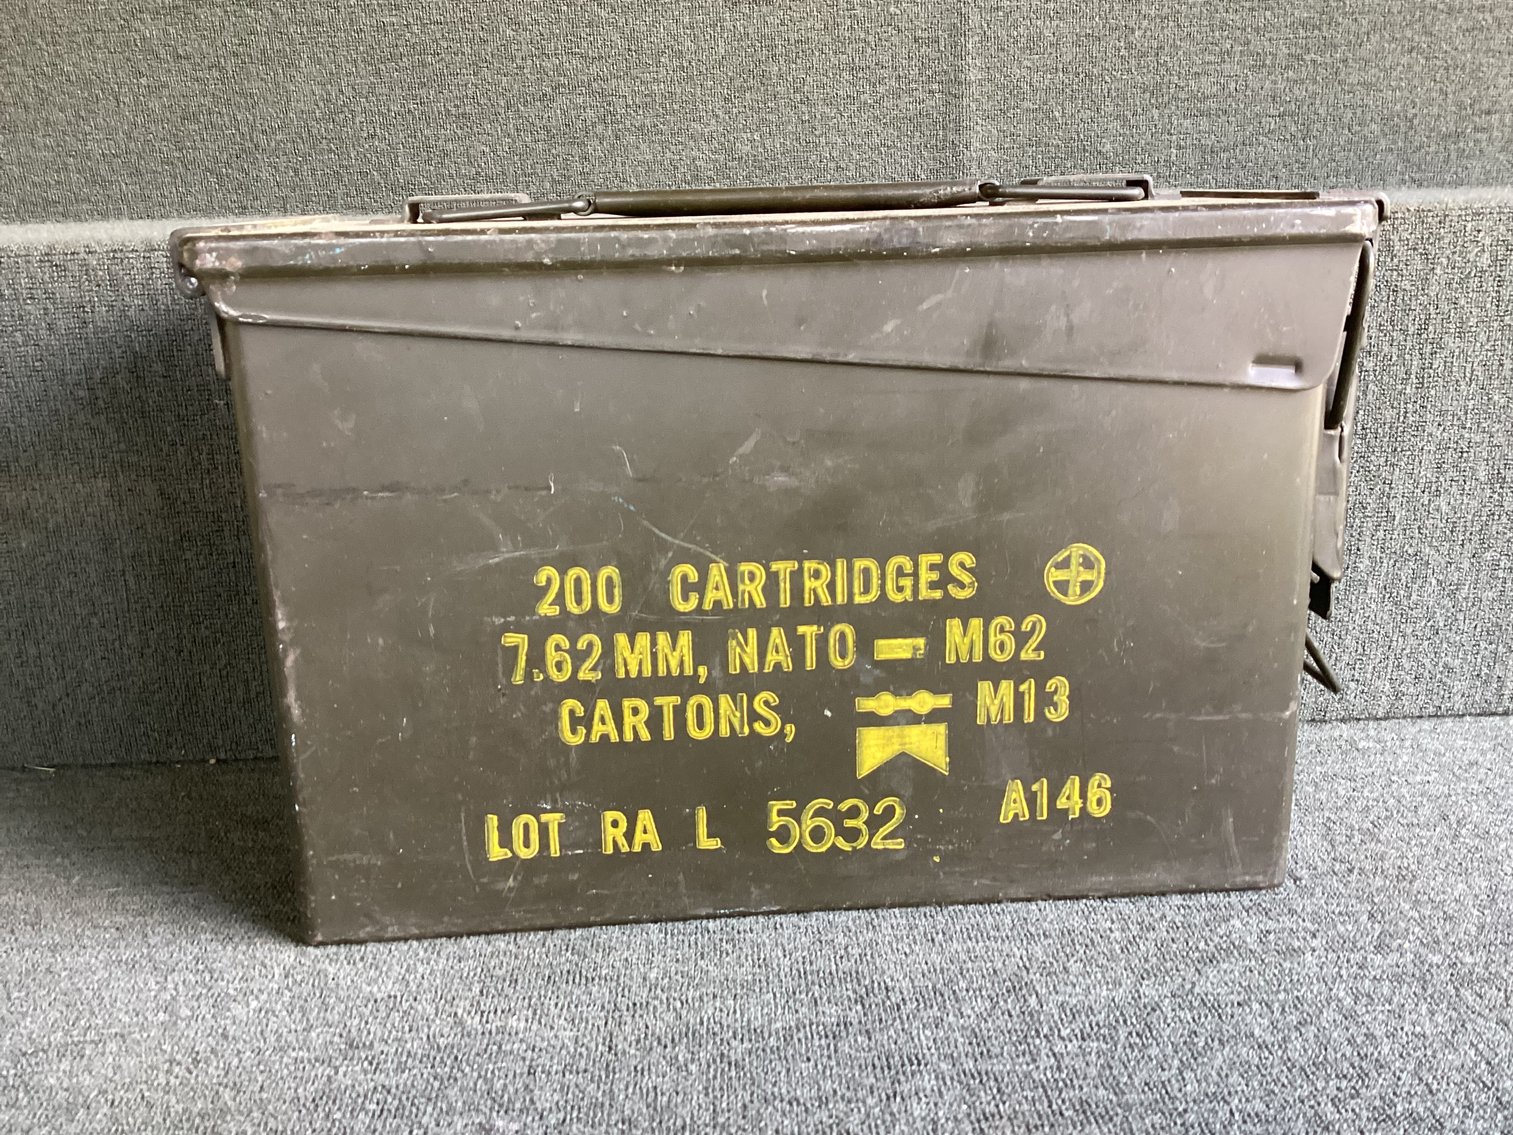 200 CARTRIDGES
7.62MM, NATO - M62
CARTONS, M13
LOT RA L 5632 A146